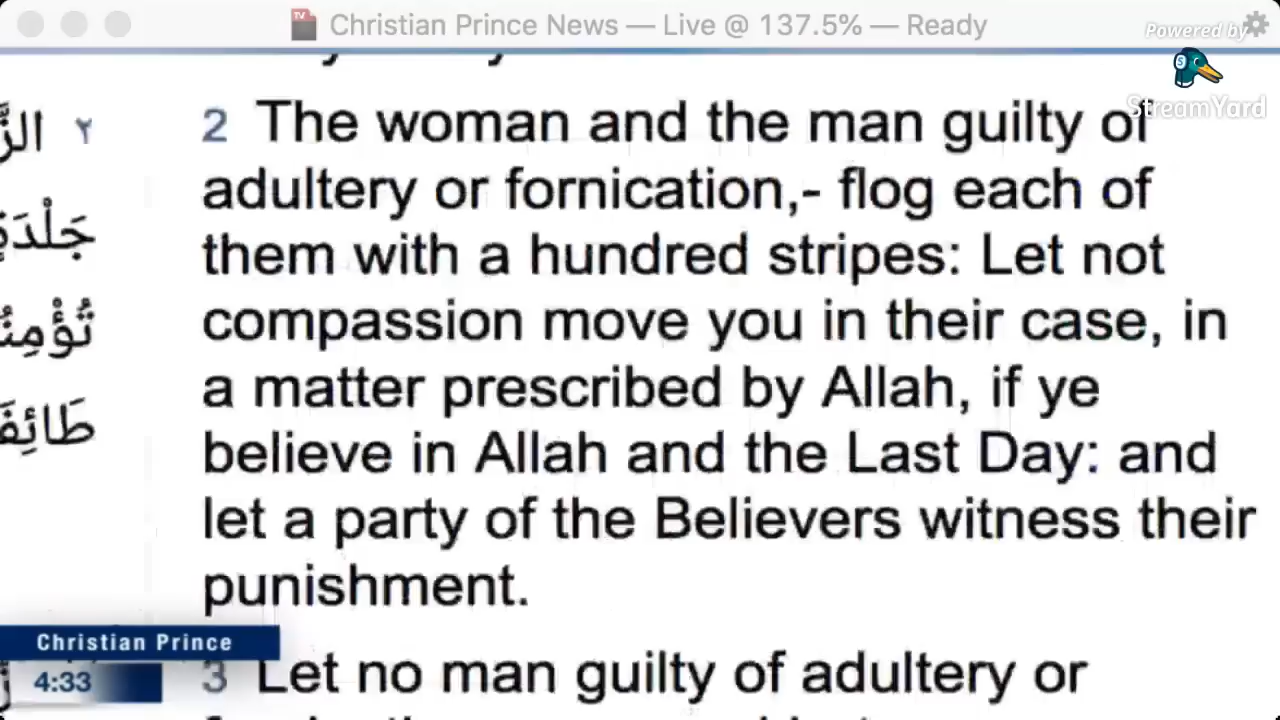 Christian Prince News — Live @ 137.5% — Ready
Powered by
StreamYard
2 The woman and the man guilty of
adultery or fornication,- flog each of
them with a hundred stripes: Let not
compassion move you in their case, in
a matter prescribed by Allah, if ye
believe in Allah and the Last Day: and
let a party of the Believers witness their
punishment.
3 Let no man guilty of adultery or
٢
جَلْدَةٍ
Christian Prince
4:33